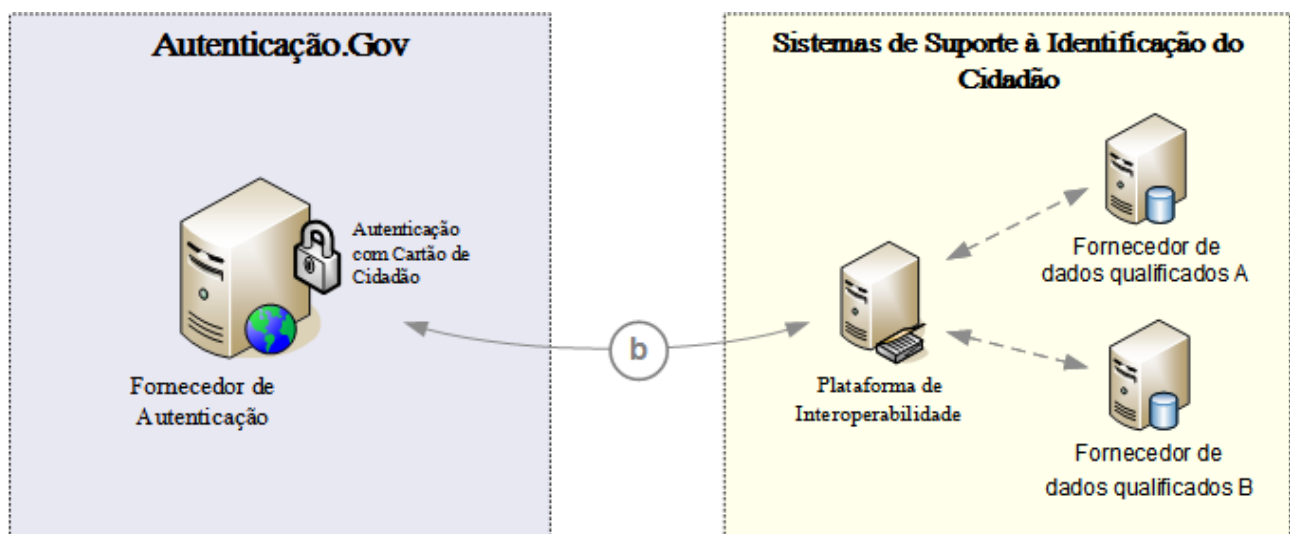 Autenticação.Gov
Autenticação
com Cartão de
Cidadão
Fornecedor de
Autenticação
b
Sistemas de Suporte à Identificação do
Cidadão
Fornecedor de
dados qualificados A
Plataforma de
Interoperabilidade
Fornecedor de
dados qualificados B